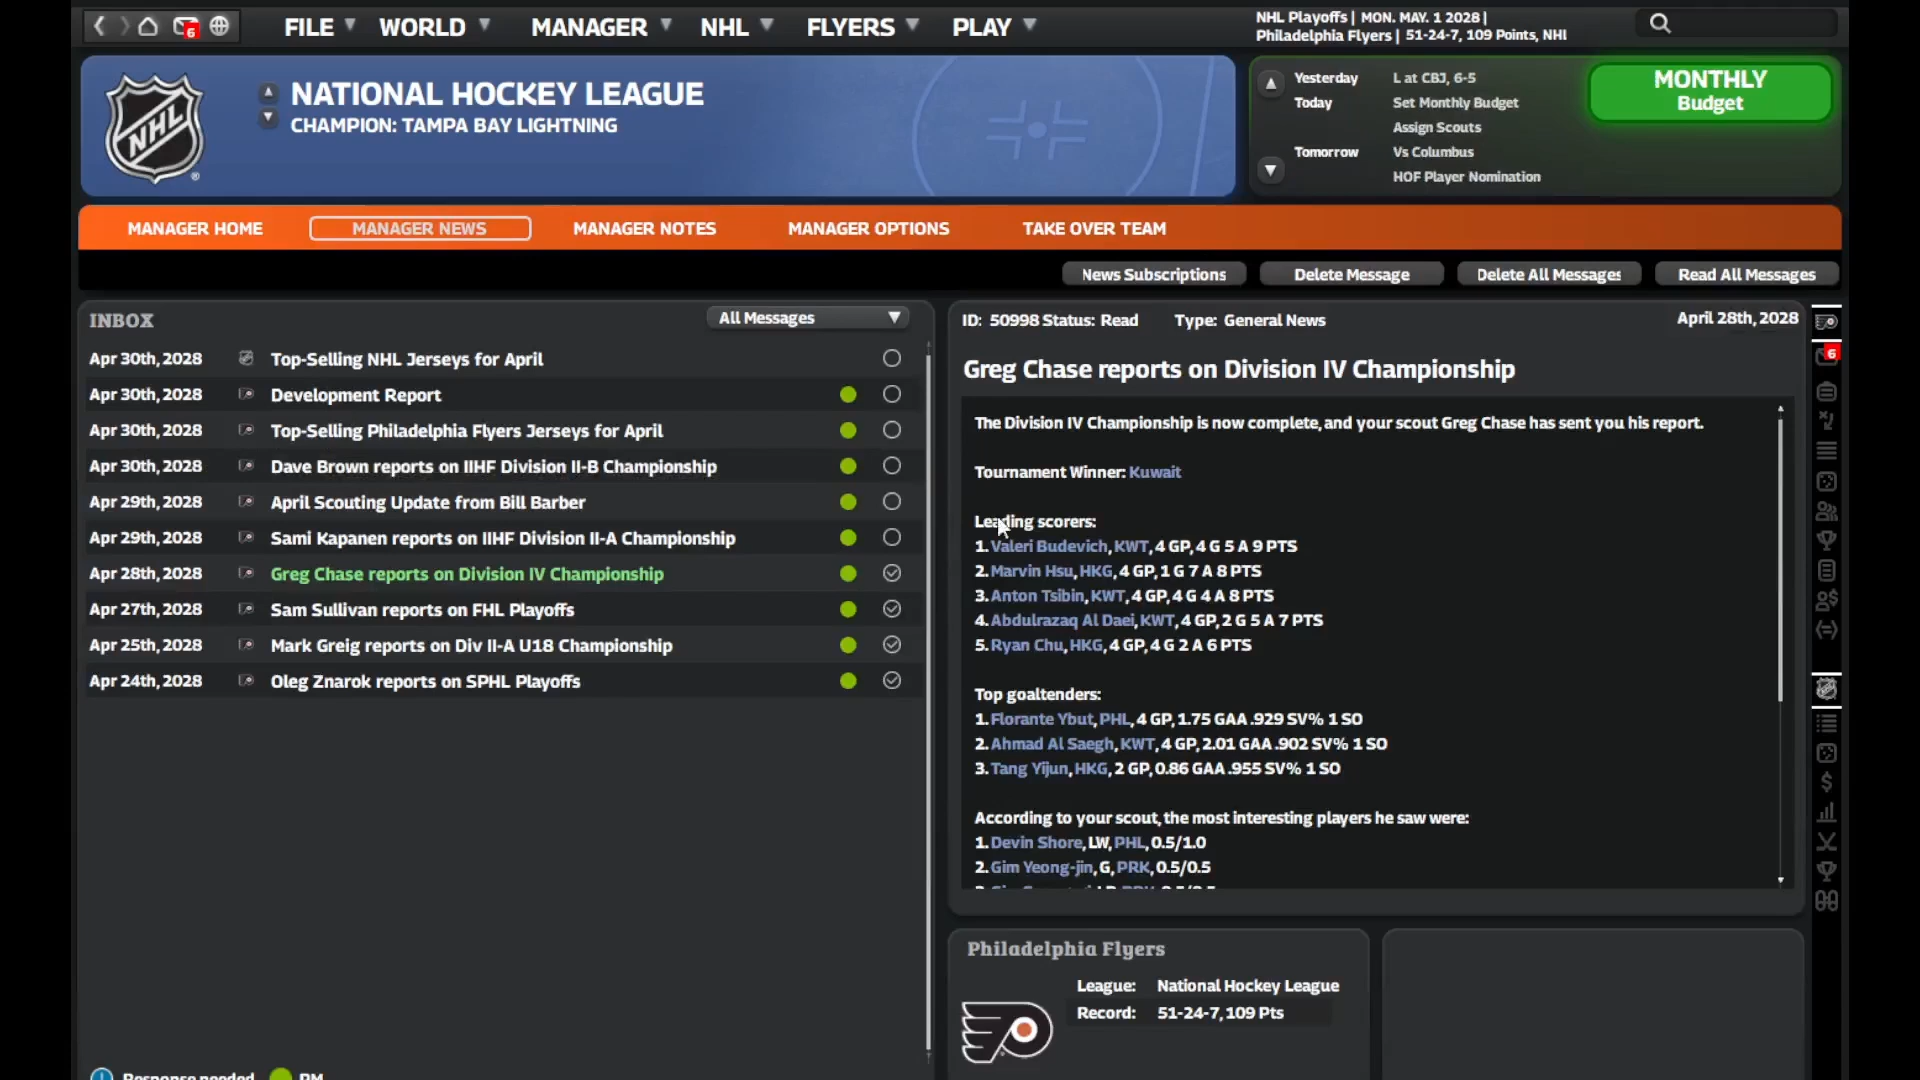 FILE WORLD MANAGER NHL FLYERS PLAY
6
NHL Playoffs | MON. MAY. 1 2028 |
Philadelphia Flyers | 51-24-7, 109 Points, NHI
NHL
NATIONAL HOCKEY LEAGUE
CHAMPION: TAMPA BAY LIGHTNING
Yesterday L at CBJ, 6-5
Today Set Monthly Budget
Assign Scouts
Tomorrow Vs Columbus
HOF Player Nomination
MONTHLY
Budget
MANAGER HOME MANAGER NEWS MANAGER NOTES MANAGER OPTIONS TAKE OVER TEAM
News Subscriptions Delete Message Delete All Messages Read All Messages
INBOX All Messages
Apr 30th, 2028 Top-Selling NHL Jerseys for April
Apr 30th, 2028 Development Report
Apr 30th, 2028 Top-Selling Philadelphia Flyers Jerseys for April
Apr 30th, 2028 Dave Brown reports on IIHF Division II-B Championship
Apr 29th, 2028 April Scouting Update from Bill Barber
Apr 29th, 2028 Sami Kapanen reports on IIHF Division II-A Championship
Apr 28th, 2028 Greg Chase reports on Division IV Championship
Apr 27th, 2028 Sam Sullivan reports on FHL Playoffs
Apr 25th, 2028 Mark Greig reports on Div II-A U18 Championship
Apr 24th, 2028 Oleg Znarok reports on SPHL Playoffs
Response needed PM
ID: 50998 Status: Read Type: General News April 28th, 2028
Greg Chase reports on Division IV Championship
The Division IV Championship is now complete, and your scout Greg Chase has sent you his report.
Tournament Winner: Kuwait
Leading scorers:
1. Valeri Budevich, KWT, 4 GP, 4 G 5 A 9 PTS
2. Marvin Hsu, HKG, 4 GP, 1 G 7 A 8 PTS
3. Anton Tsibin, KWT, 4 GP, 4 G 4 A 8 PTS
4. Abdulrazaq Al Daei, KWT, 4 GP, 2 G 5 A 7 PTS
5. Ryan Chu, HKG, 4 GP, 4 G 2 A 6 PTS
Top goaltenders:
1. Florante Ybut, PHL, 4 GP, 1.75 GAA .929 SV% 1 SO
2. Ahmad Al Saegh, KWT, 4 GP, 2.01 GAA .902 SV% 1 SO
3. Tang Yijun, HKG, 2 GP, 0.86 GAA .955 SV% 1 SO
According to your scout, the most interesting players he saw were:
1. Devin Shore, LW, PHL, 0.5/1.0
2. Gim Yeong-jin, G, PRK, 0.5/0.5
6
Philadelphia Flyers
League: National Hockey League
Record: 51-24-7, 109 Pts